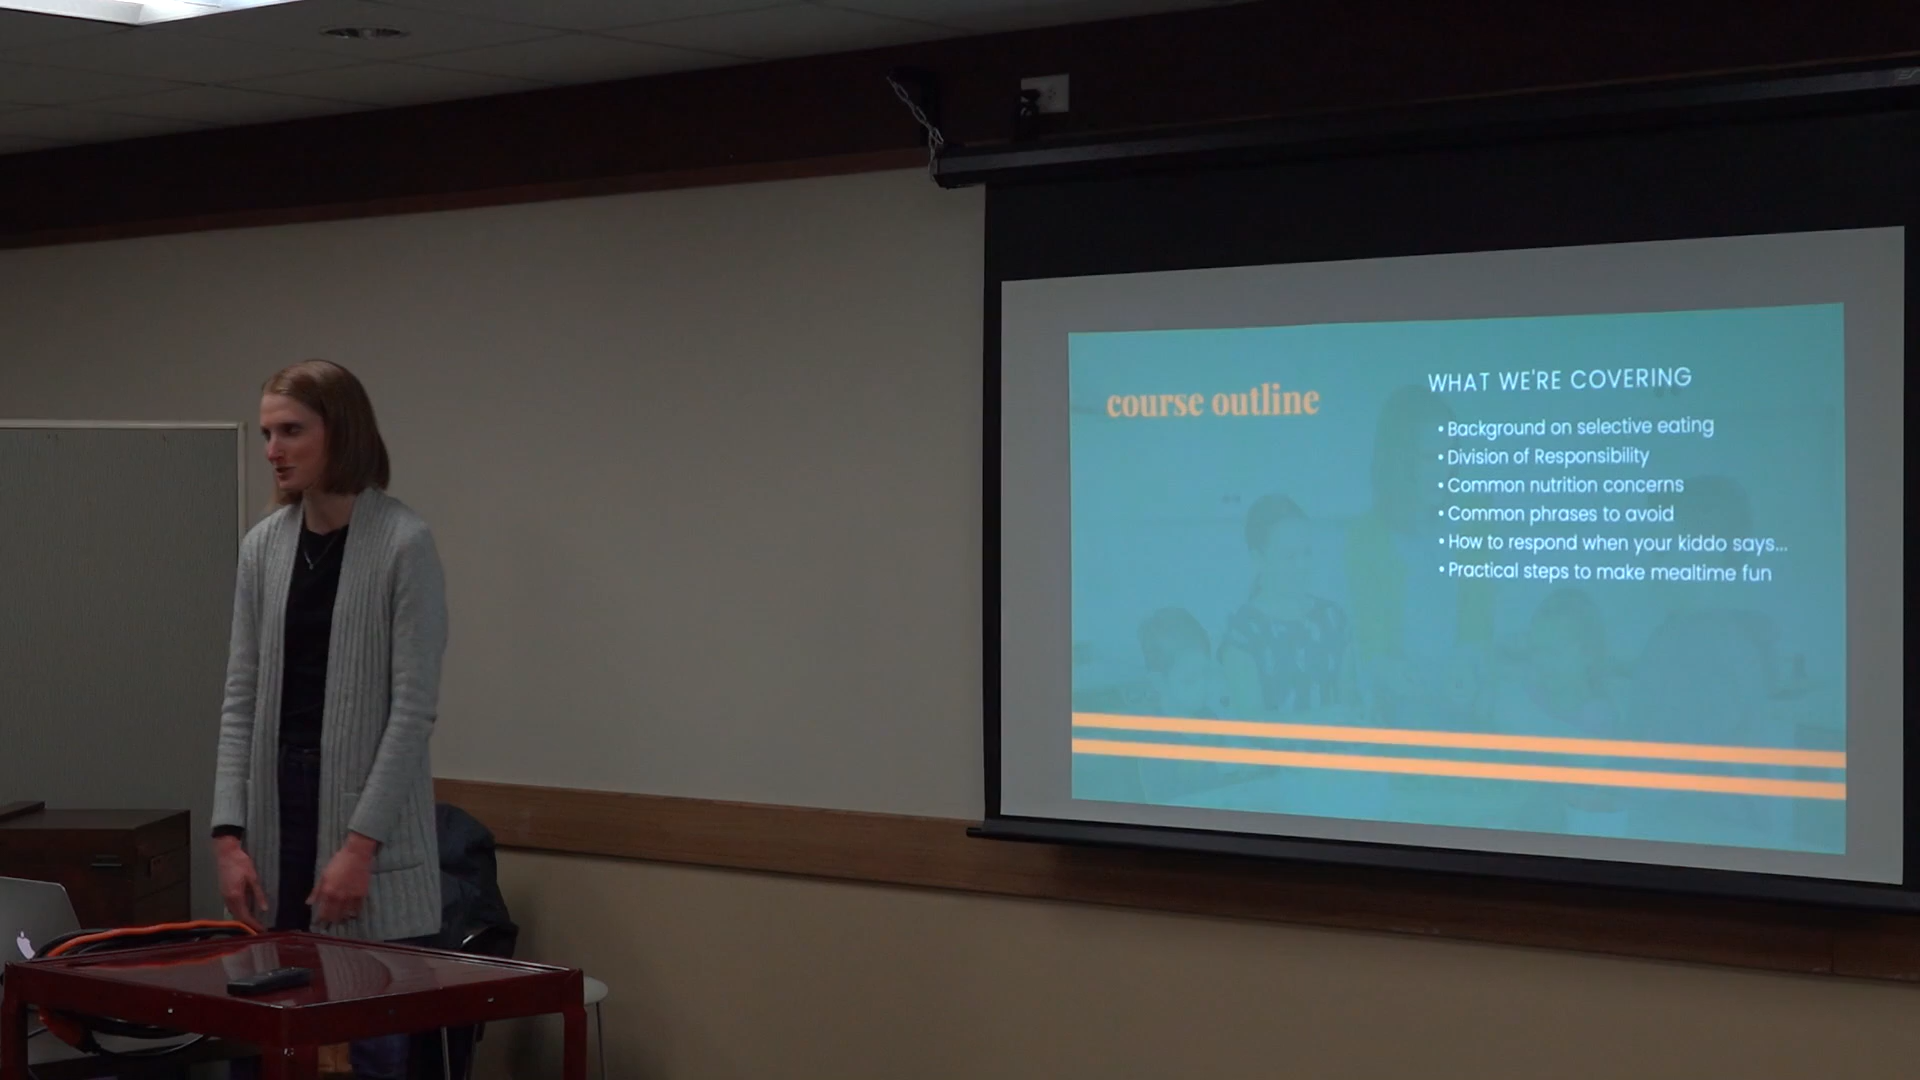 course outline
WHAT WE'RE COVERING
• Background on selective eating
• Division of Responsibility
• Common nutrition concerns
• Common phrases to avoid
• How to respond when your kiddo says...
• Practical steps to make mealtime fun